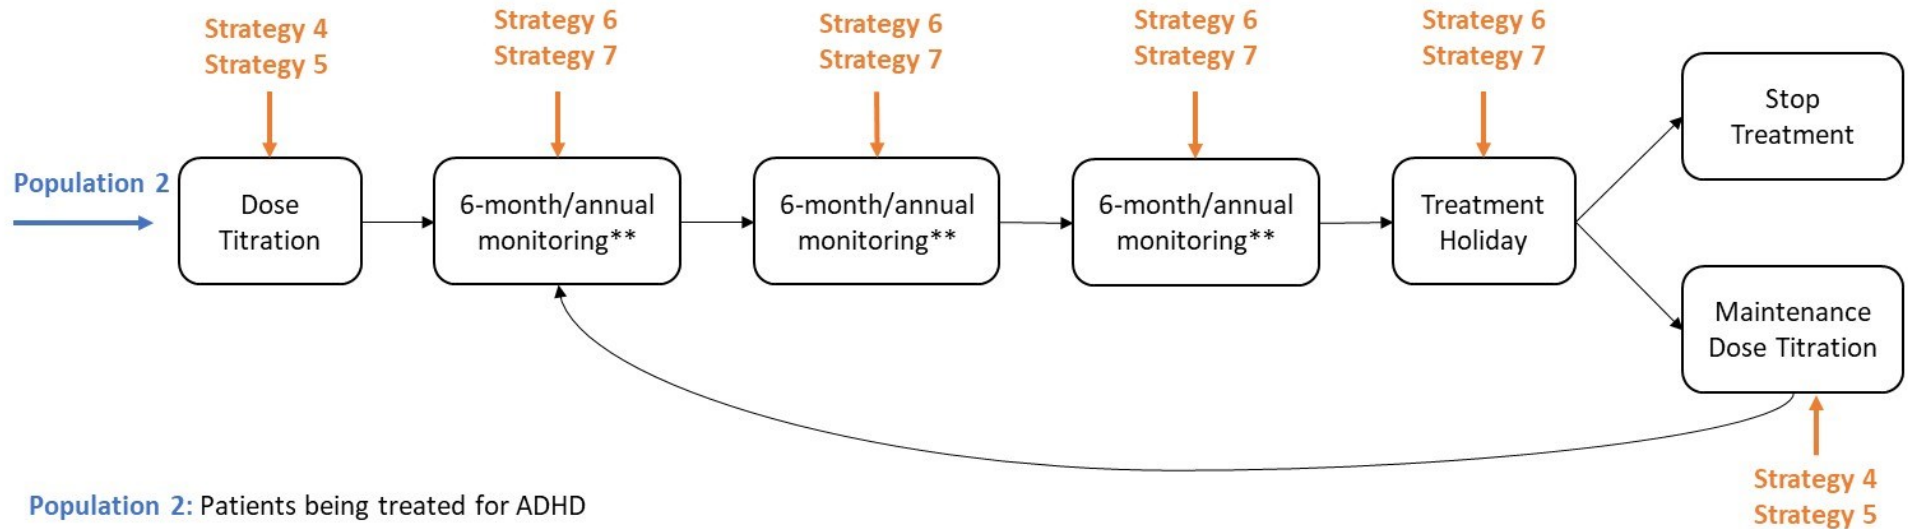 Strategy 4
Strategy 5
Strategy 6
Strategy 7
Strategy 6
Strategy 7
Strategy 6
Strategy 7
Strategy 6
Strategy 7
Population 2
Dose
Titration
6-month/annual
monitoring**
6-month/annual
monitoring**
6-month/annual
monitoring**
Treatment
Holiday
Stop
Treatment
Maintenance
Dose Titration
Strategy 4
Strategy 5
Population 2: Patients being treated for ADHD